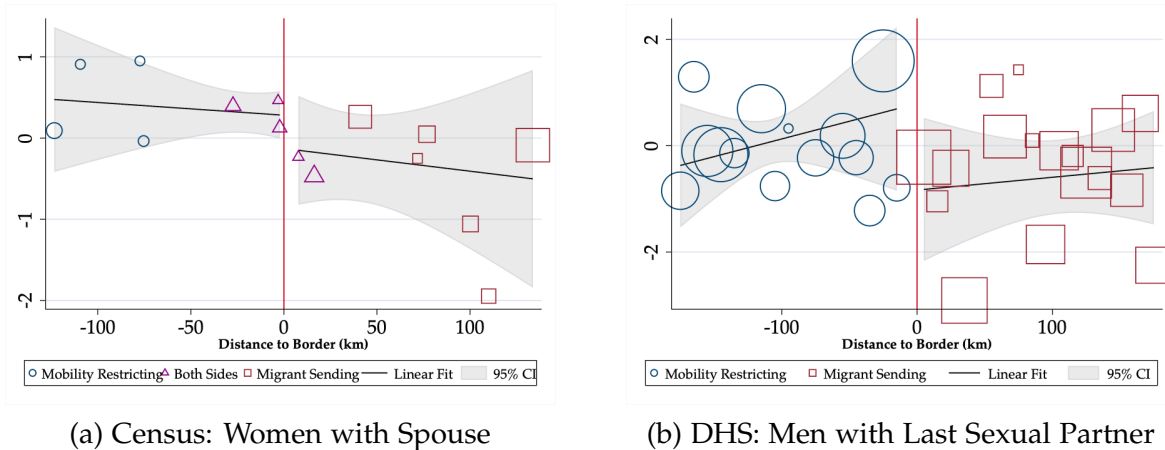 1
0
-1
-2
-100
-50
0
50
100
Distance to Border (km)
Mobility Restricting Both Sides Migrant Sending Linear Fit 95% CI
(a) Census: Women with Spouse
2
0
-2
-100
0
100
Distance to Border (km)
Mobility Restricting Migrant Sending Linear Fit 95% CI
(b) DHS: Men with Last Sexual Partner